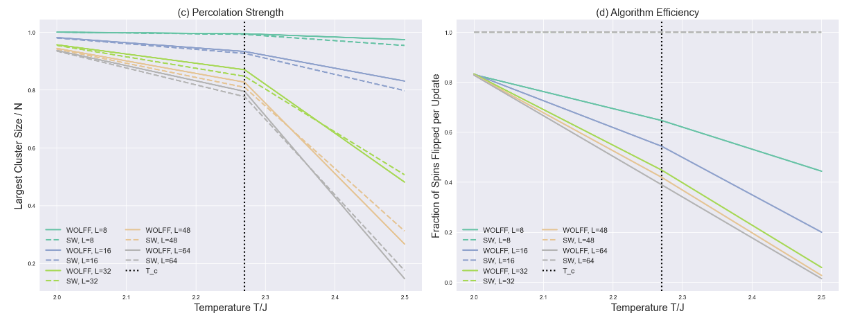 (c) Percolation Strength
Largest Cluster Size / N
1.0
0.8
0.6
0.4
0.2
WOLFF, L=8
SW, L=8
WOLFF, L=16
SW, L=16
WOLFF, L=32
SW, L=32
WOLFF, L=48
SW, L=48
WOLFF, L=64
SW, L=64
T_c
2.0 2.1 2.2 2.3 2.4 2.5
Temperature T/J
(d) Algorithm Efficiency
Fraction of Spins Flipped per Update
1.0
0.8
0.6
0.4
0.2
0.0
WOLFF, L=8
SW, L=8
WOLFF, L=16
SW, L=16
WOLFF, L=32
SW, L=32
WOLFF, L=48
SW, L=48
WOLFF, L=64
SW, L=64
T_c
2.0 2.1 2.2 2.3 2.4 2.5
Temperature T/J